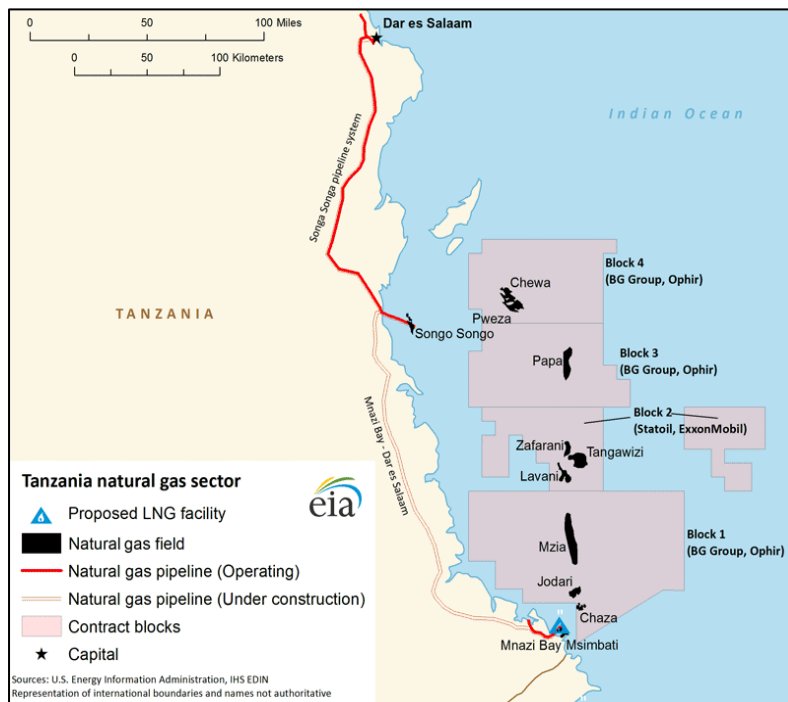 0 50 100 Miles
0 50 100 Kilometers
Dar es Salaam
Indian Ocean
Songa Songa pipeline system
Block 4
(BG Group, Ophir)
Chewa
Pweza
TANZANIA
Songo Songo
Papa
Block 3
(BG Group, Ophir)
Block 2
(Statoil, ExxonMobil)
Mnazi Bay - Dar es Salaam
Zafarani
Tangawizi
Lavani
Mzia
Block 1
(BG Group, Ophir)
Jodari
Chaza
Mnazi Bay Msimbati
Tanzania natural gas sector
eia
Proposed LNG facility
Natural gas field
Natural gas pipeline (Operating)
Natural gas pipeline (Under construction)
Contract blocks
Capital
Sources: U.S. Energy Information Administration, IHS EDIN
Representation of international boundaries and names not authoritative